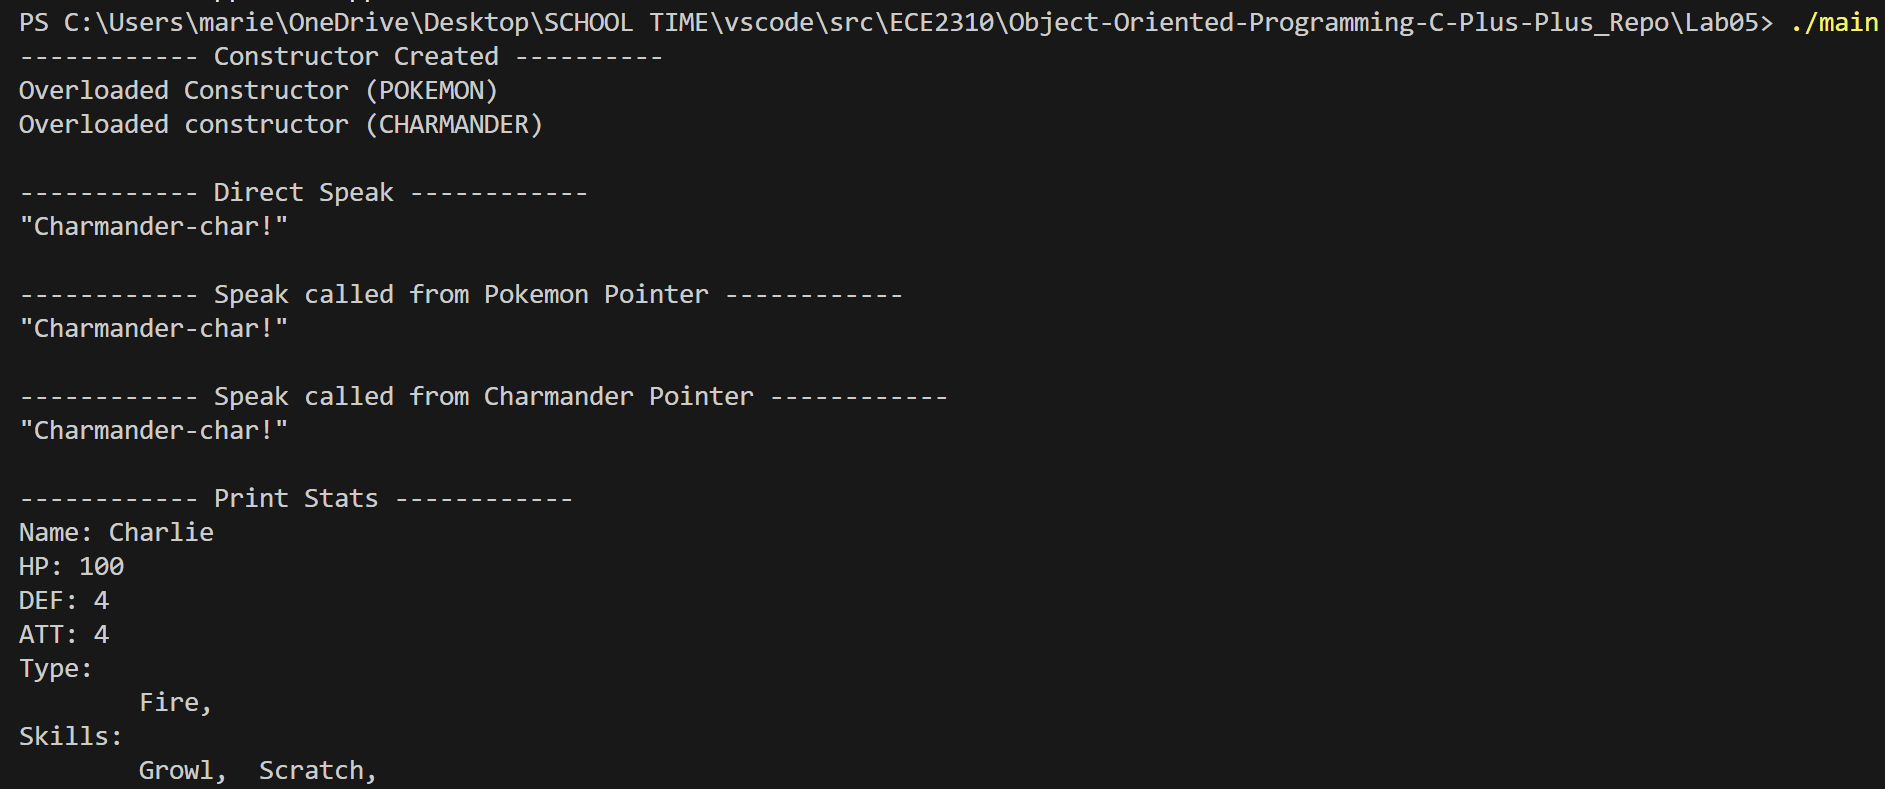 PS C:\Users\marie\OneDrive\Desktop\SCHOOL TIME\vscode\src\ECE2310\Object-Oriented-Programming-C-Plus-Plus_Repo\Lab05> ./main
------------ Constructor Created ----------
Overloaded Constructor (POKEMON)
Overloaded constructor (CHARMANDER)
------------ Direct Speak ------------
"Charmander-char!"
------------ Speak called from Pokemon Pointer ------------
"Charmander-char!"
------------ Speak called from Charmander Pointer ------------
"Charmander-char!"
------------ Print Stats ------------
Name: Charlie
HP: 100
DEF: 4
ATT: 4
Type:
        Fire,
Skills:
        Growl,  Scratch,